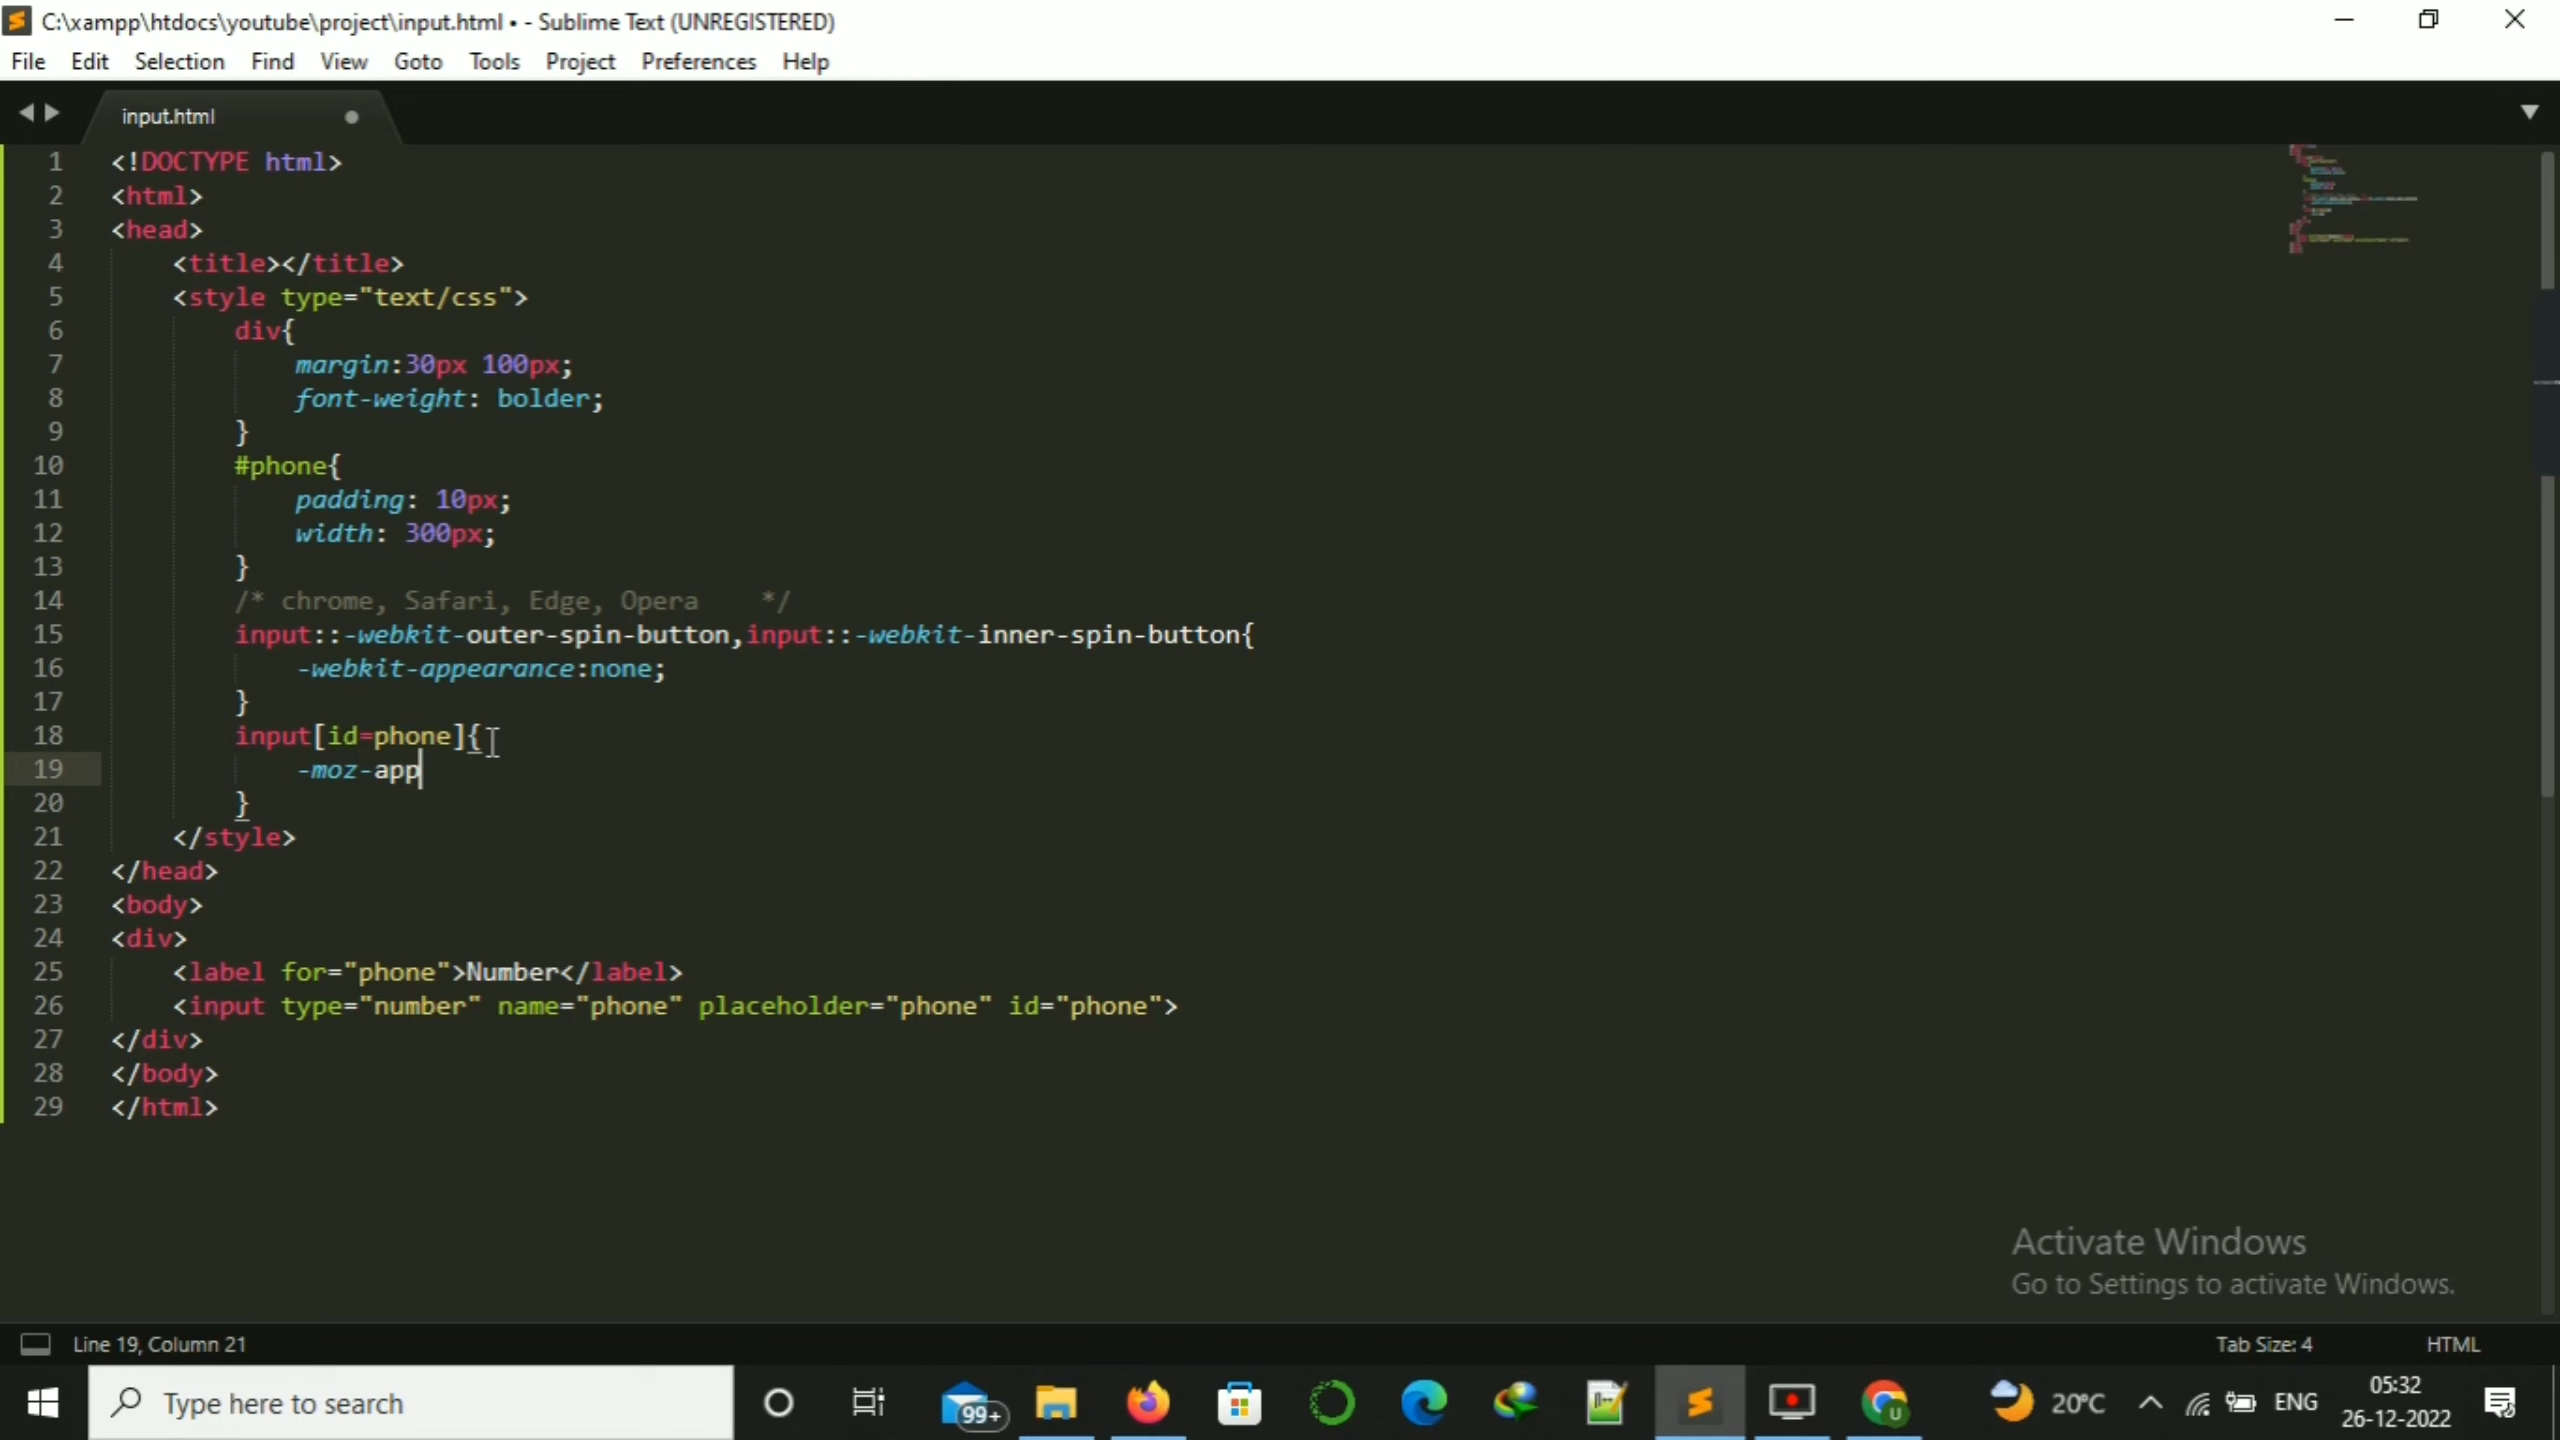 C:\xampp\htdocs\youtube\project\input.html • - Sublime Text (UNREGISTERED)
File Edit Selection Find View Goto Tools Project Preferences Help
input.html
1 <!DOCTYPE html>
2 <html>
3 <head>
4 <title></title>
5 <style type="text/css">
6 div{
7 margin:30px 100px;
8 font-weight: bolder;
9 }
10 #phone{
11 padding: 10px;
12 width: 300px;
13 }
14 /* chrome, Safari, Edge, Opera */
15 input::-webkit-outer-spin-button,input::-webkit-inner-spin-button{
16 -webkit-appearance:none;
17 }
18 input[id=phone]{
19 -moz-app
20 }
21 </style>
22 </head>
23 <body>
24 <div>
25 <label for="phone">Number</label>
26 <input type="number" name="phone" placeholder="phone" id="phone">
27 </div>
28 </body>
29 </html>
Activate Windows
Go to Settings to activate Windows.
Line 19, Column 21 Tab Size: 4 HTML
Type here to search 99+ U 20°C ENG 05:32
26-12-2022